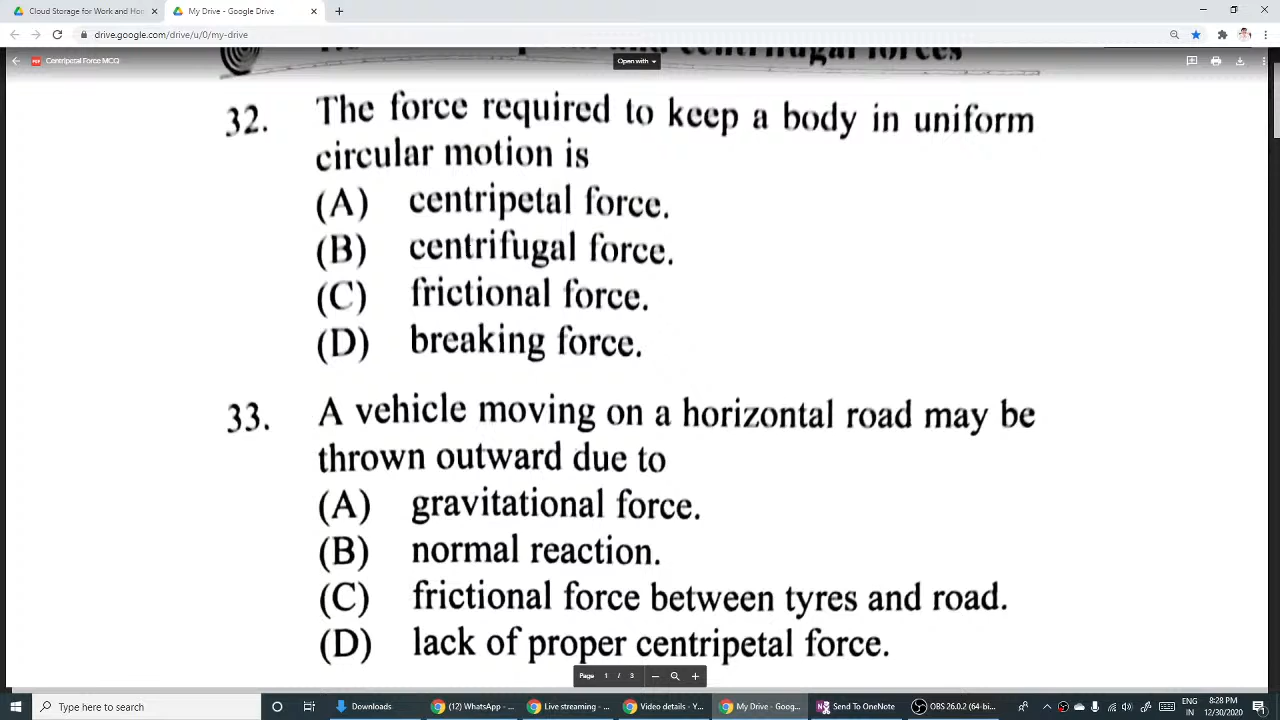 Cloud Storage for Work and Hor
My Drive - Google Drive
drive.google.com/drive/u/0/my-drive
centrifugal forces
Centripetal Force MCQ
Open with
32. The force required to keep a body in uniform
circular motion is
(A) centripetal force.
(B) centrifugal force.
(C) frictional force.
(D) breaking force.
33. A vehicle moving on a horizontal road may be
thrown outward due to
(A) gravitational force.
(B) normal reaction.
(C) frictional force between tyres and road.
(D) lack of proper centripetal force.
Page 1 / 3
Type here to search
Downloads
(12) WhatsApp - ...
Live streaming - ...
Video details - Y...
My Drive - Goog...
Send To OneNote
OBS 26.0.2 (64-bi...
ENG
IN
8:28 PM
12/30/2020